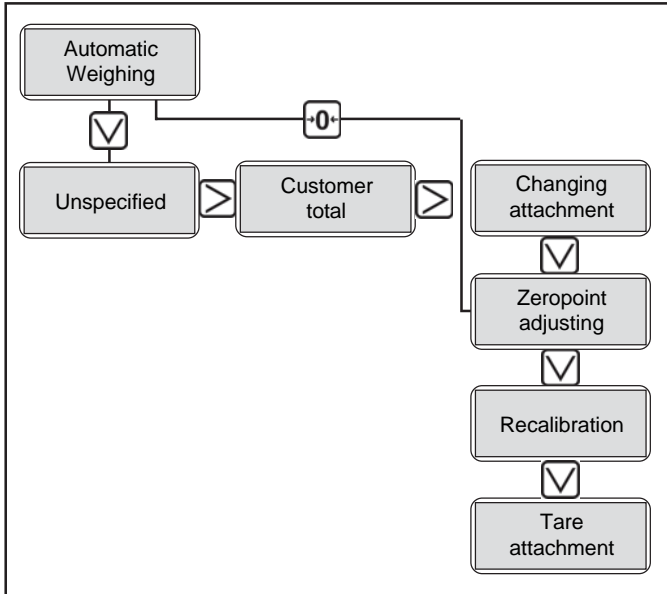 Automatic
Weighing
→0←
Unspecified
Customer
total
Changing
attachment
Zeropoint
adjusting
Recalibration
Tare
attachment